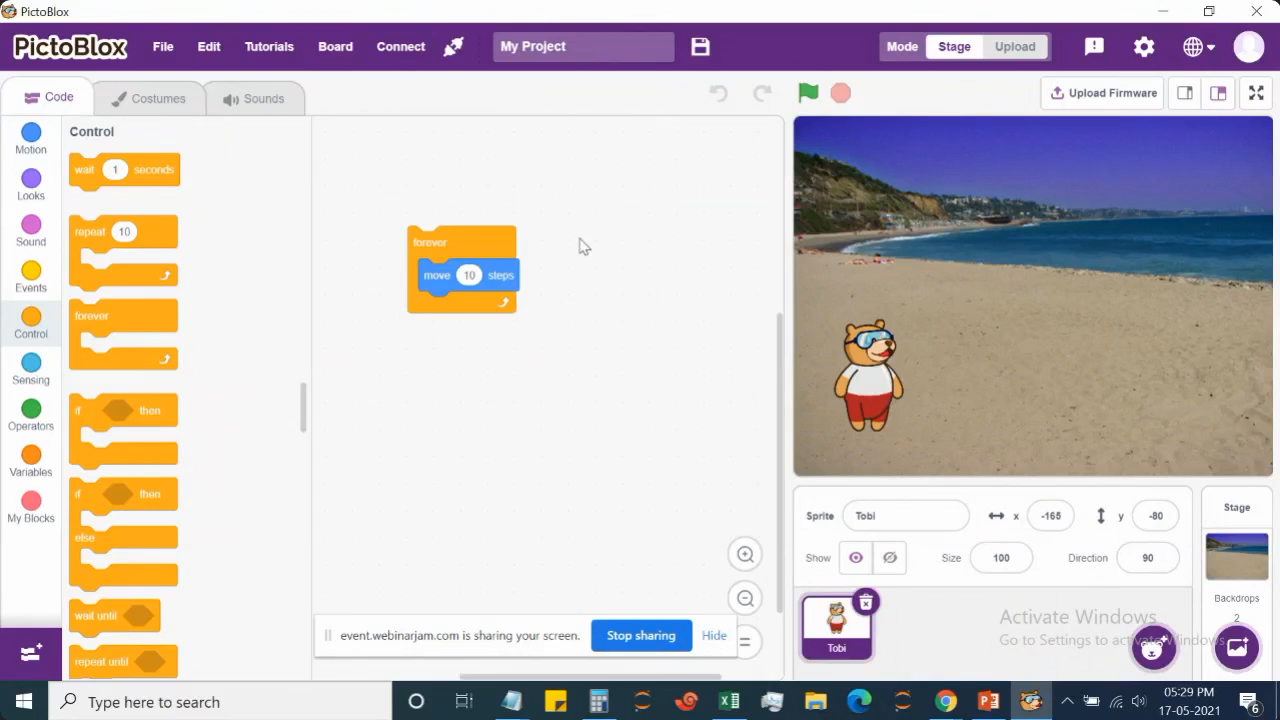 PictoBlox
PictoBlox File Edit Tutorials Board Connect My Project Mode Stage Upload
Code Costumes Sounds Upload Firmware
Motion
Looks
Sound
Events
Control
Sensing
Operators
Variables
My Blocks
Control
wait 1 seconds
repeat 10
forever
if then
if then
else
wait until
repeat until
forever
move 10 steps
Sprite Tobi x -165 y -80
Show Size 100 Direction 90
Tobi
Stage
Backdrops
2
Activate Windows
Go to Settings to activate Windows.
event.webinarjam.com is sharing your screen. Stop sharing Hide
Type here to search
05:29 PM
17-05-2021
6